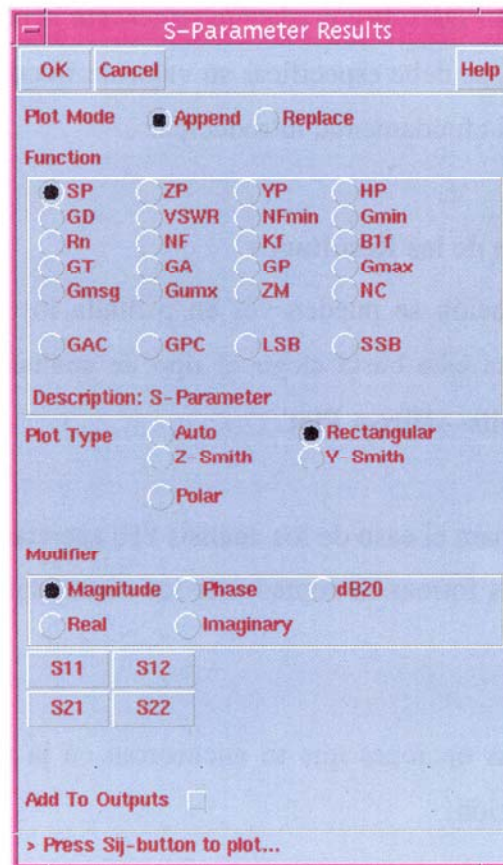 S-Parameter Results
OK Cancel Help
Plot Mode Append Replace
Function
SP ZP YP HP
GD VSWR NFmin Gmin
Rn NF Kf B1f
GT GA GP Gmax
Gmsg Gumx ZM NC
GAC GPC LSB SSB
Description: S-Parameter
Plot Type Auto Rectangular
Z-Smith Y-Smith
Polar
Modifier
Magnitude Phase dB20
Real Imaginary
S11 S12
S21 S22
Add To Outputs
> Press Sij-button to plot...